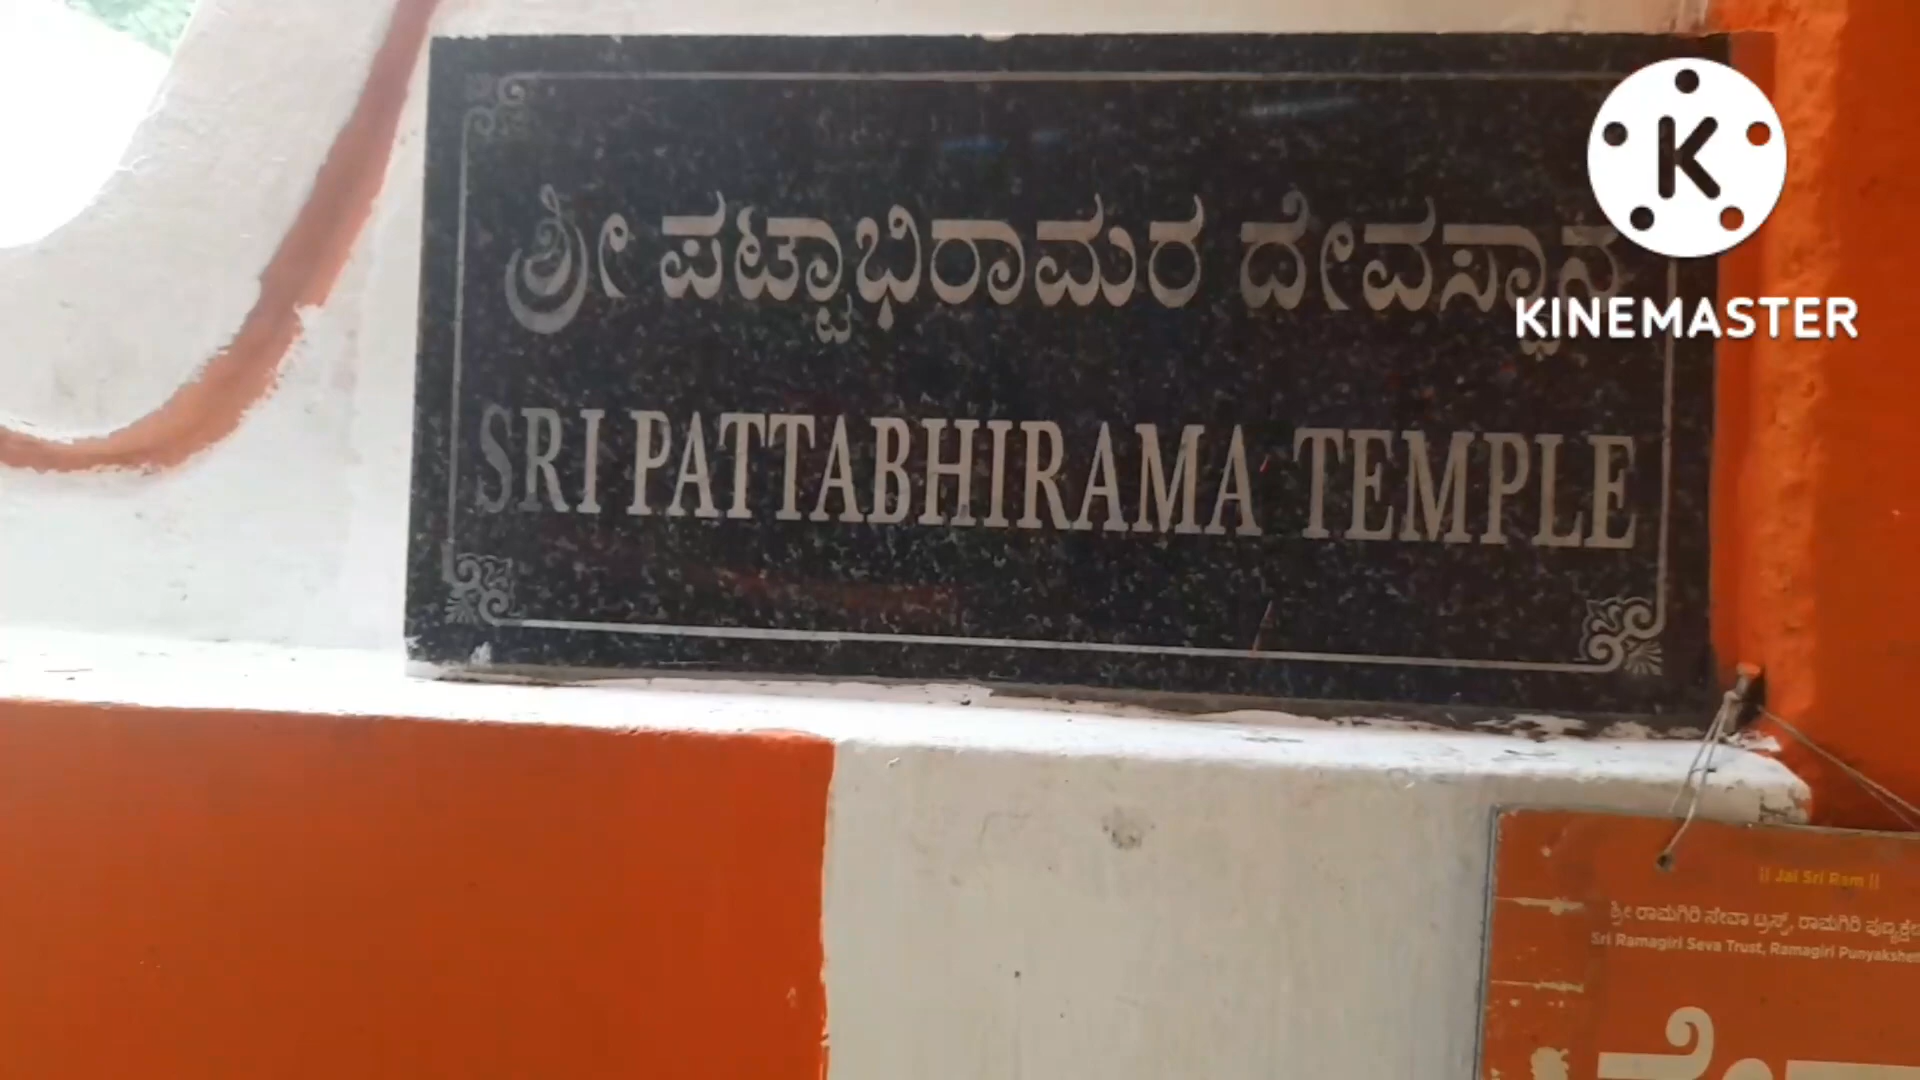 ಶ್ರೀ ಪಟ್ಟಾಭಿರಾಮರ ದೇವಸ್ಥಾನ
SRI PATTABHIRAMA TEMPLE
K
KINEMASTER
|| Jai Sri Ram ||
ಶ್ರೀ ರಾಮಗಿರಿ ಸೇವಾ ಟ್ರಸ್ಟ್, ರಾಮಗಿರಿ
Sri Ramagiri Seva Trust, Ramagiri